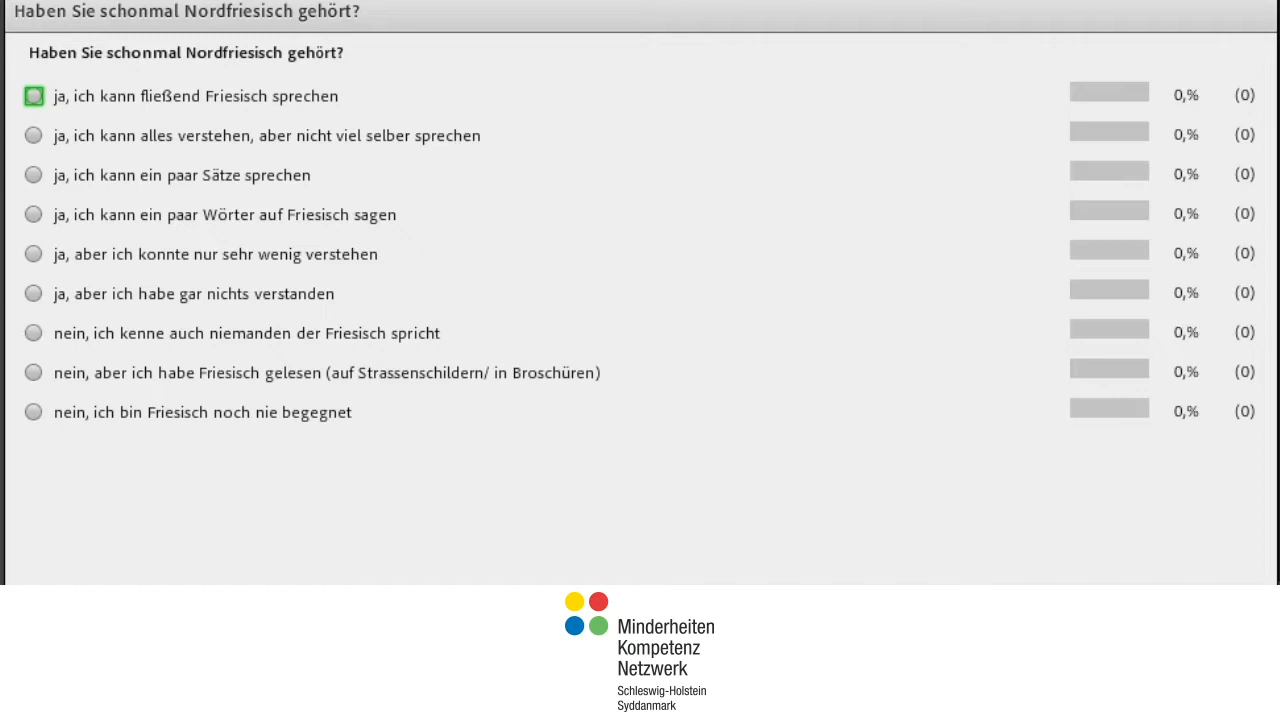 Haben Sie schonmal Nordfriesisch gehört?
Haben Sie schonmal Nordfriesisch gehört?
ja, ich kann fließend Friesisch sprechen 0,% (0)
ja, ich kann alles verstehen, aber nicht viel selber sprechen 0,% (0)
ja, ich kann ein paar Sätze sprechen 0,% (0)
ja, ich kann ein paar Wörter auf Friesisch sagen 0,% (0)
ja, aber ich konnte nur sehr wenig verstehen 0,% (0)
ja, aber ich habe gar nichts verstanden 0,% (0)
nein, ich kenne auch niemanden der Friesisch spricht 0,% (0)
nein, aber ich habe Friesisch gelesen (auf Strassenschildern/ in Broschüren) 0,% (0)
nein, ich bin Friesisch noch nie begegnet 0,% (0)
Minderheiten
Kompetenz
Netzwerk
Schleswig-Holstein
Syddanmark